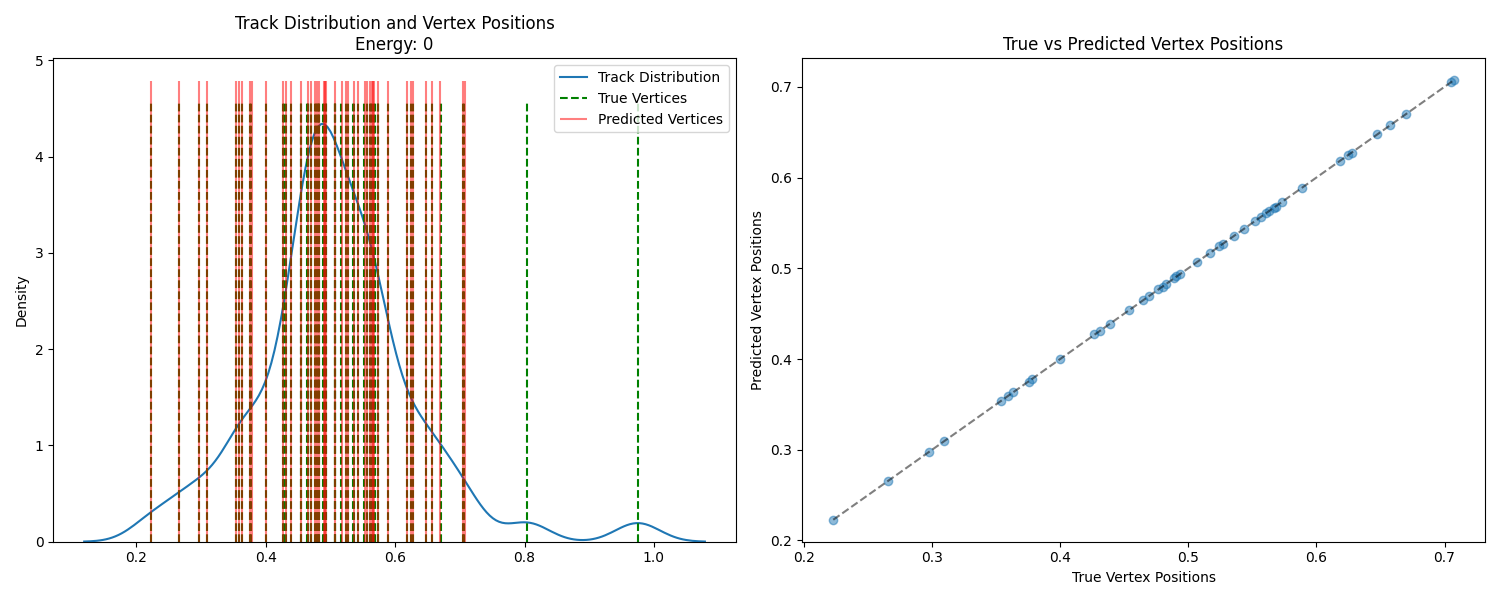 Track Distribution and Vertex Positions
Energy: 0
5
4
3
2
1
0
Density
0.2
0.4
0.6
0.8
1.0
Track Distribution
True Vertices
Predicted Vertices
True vs Predicted Vertex Positions
0.7
0.6
0.5
0.4
0.3
0.2
Predicted Vertex Positions
0.2
0.3
0.4
0.5
0.6
0.7
True Vertex Positions